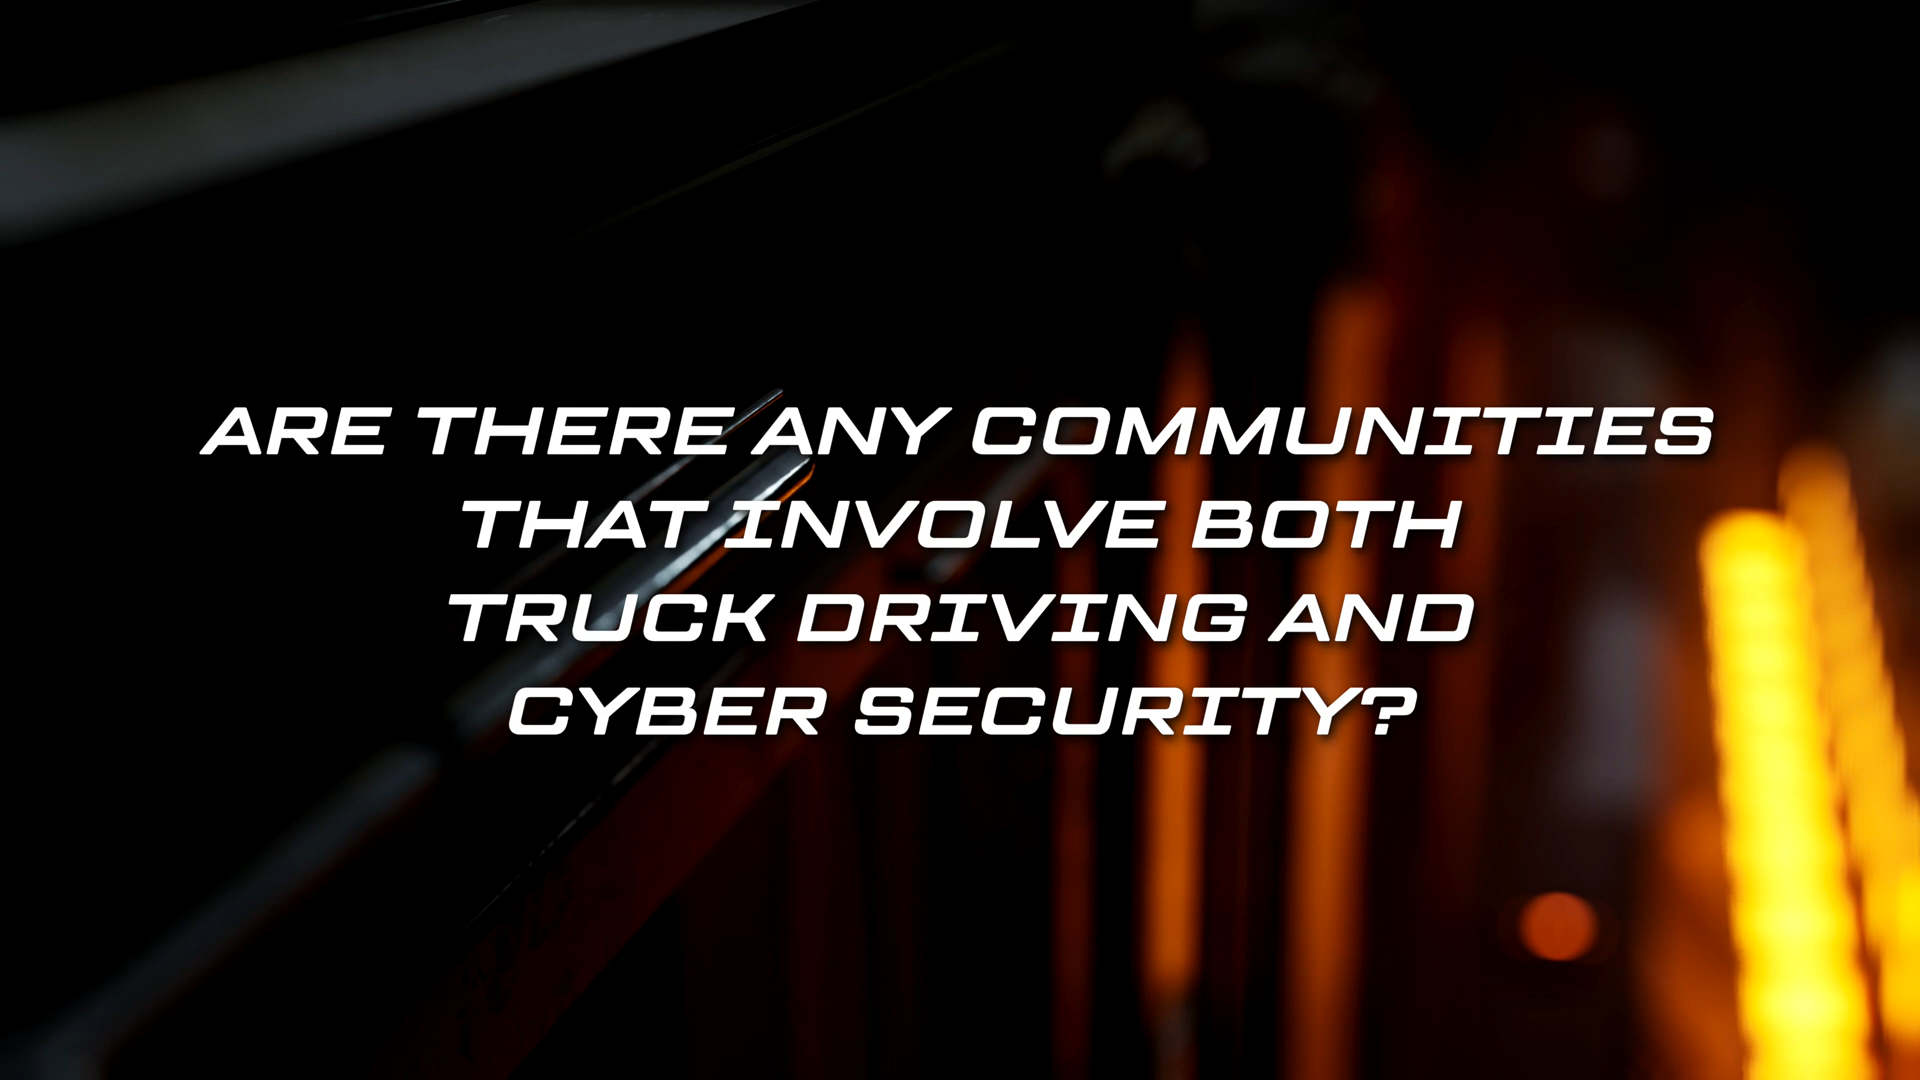 ARE THERE ANY COMMUNITIES
THAT INVOLVE BOTH
TRUCK DRIVING AND
CYBER SECURITY?